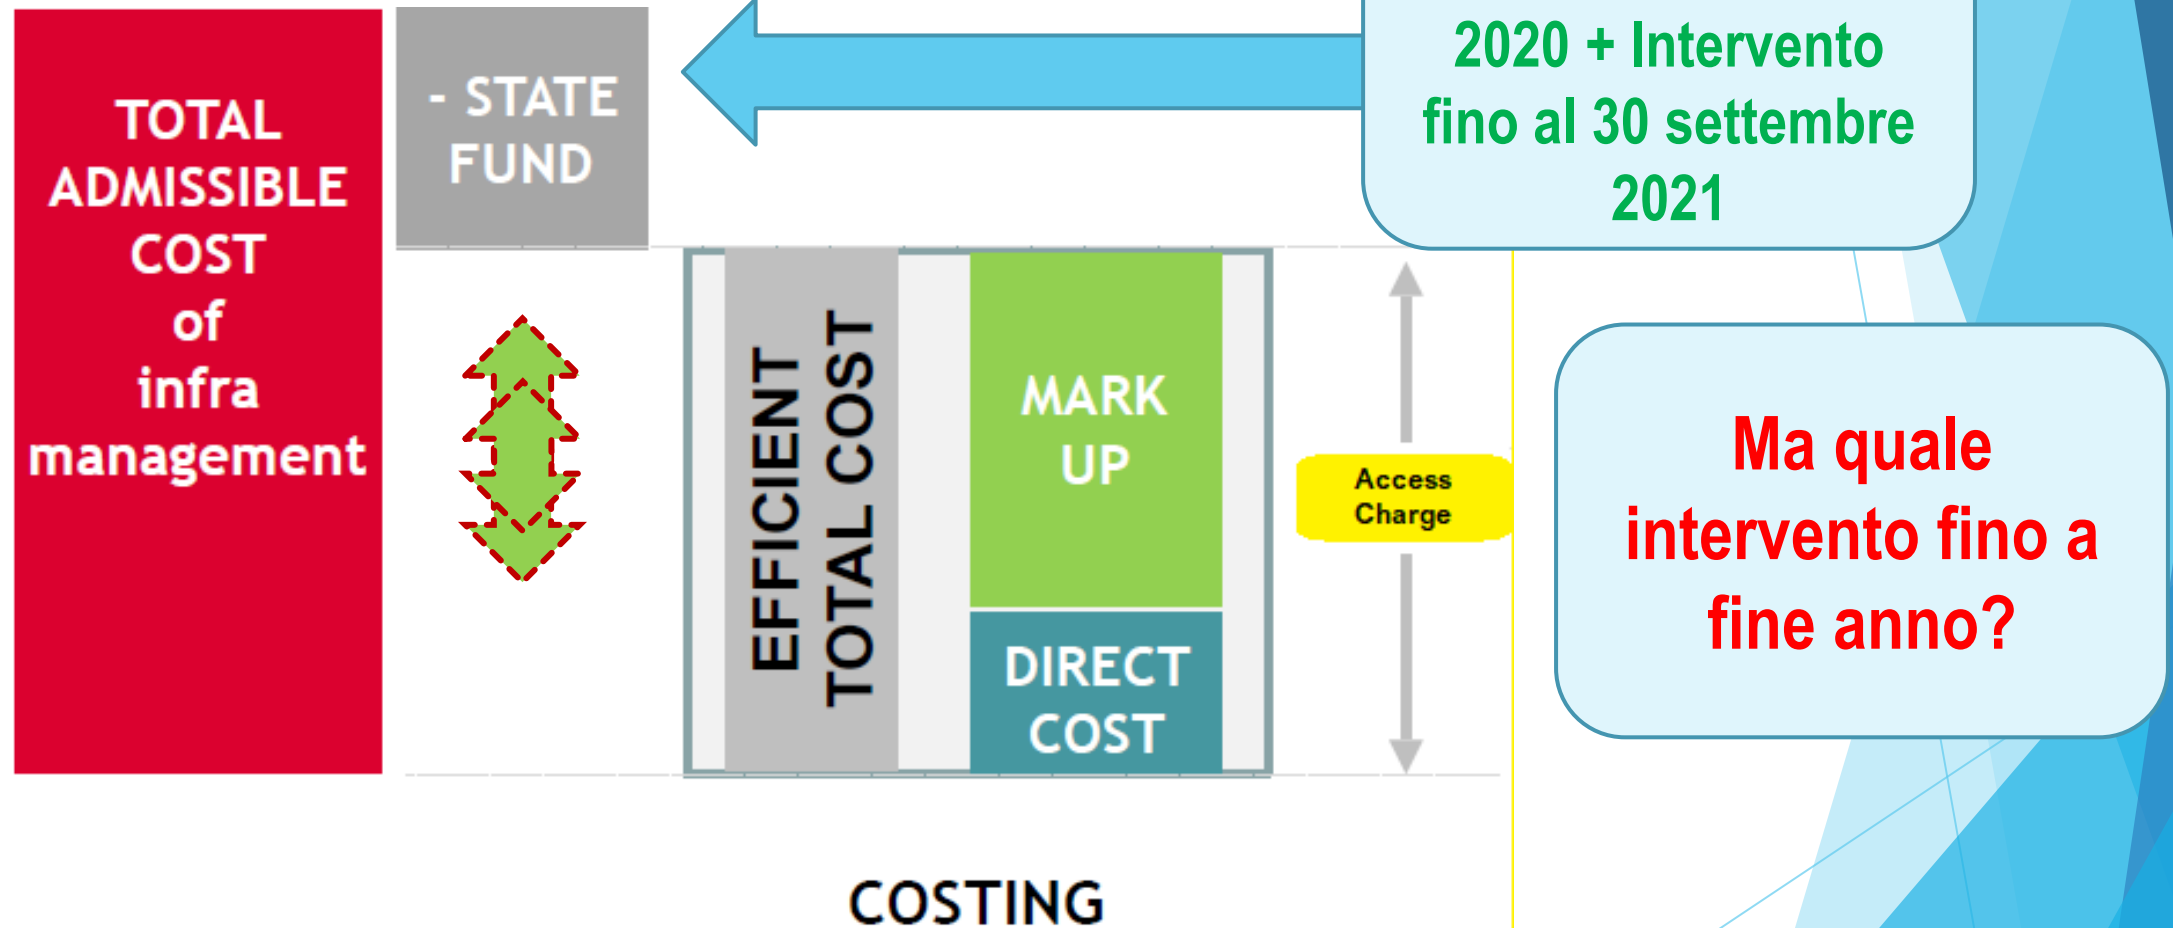 TOTAL
ADMISSIBLE
COST
of
infra
management
- STATE
FUND
2020 + Intervento
fino al 30 settembre
2021
EFFICIENT
TOTAL COST
MARK
UP
DIRECT
COST
Access
Charge
Ma quale
intervento fino a
fine anno?
COSTING